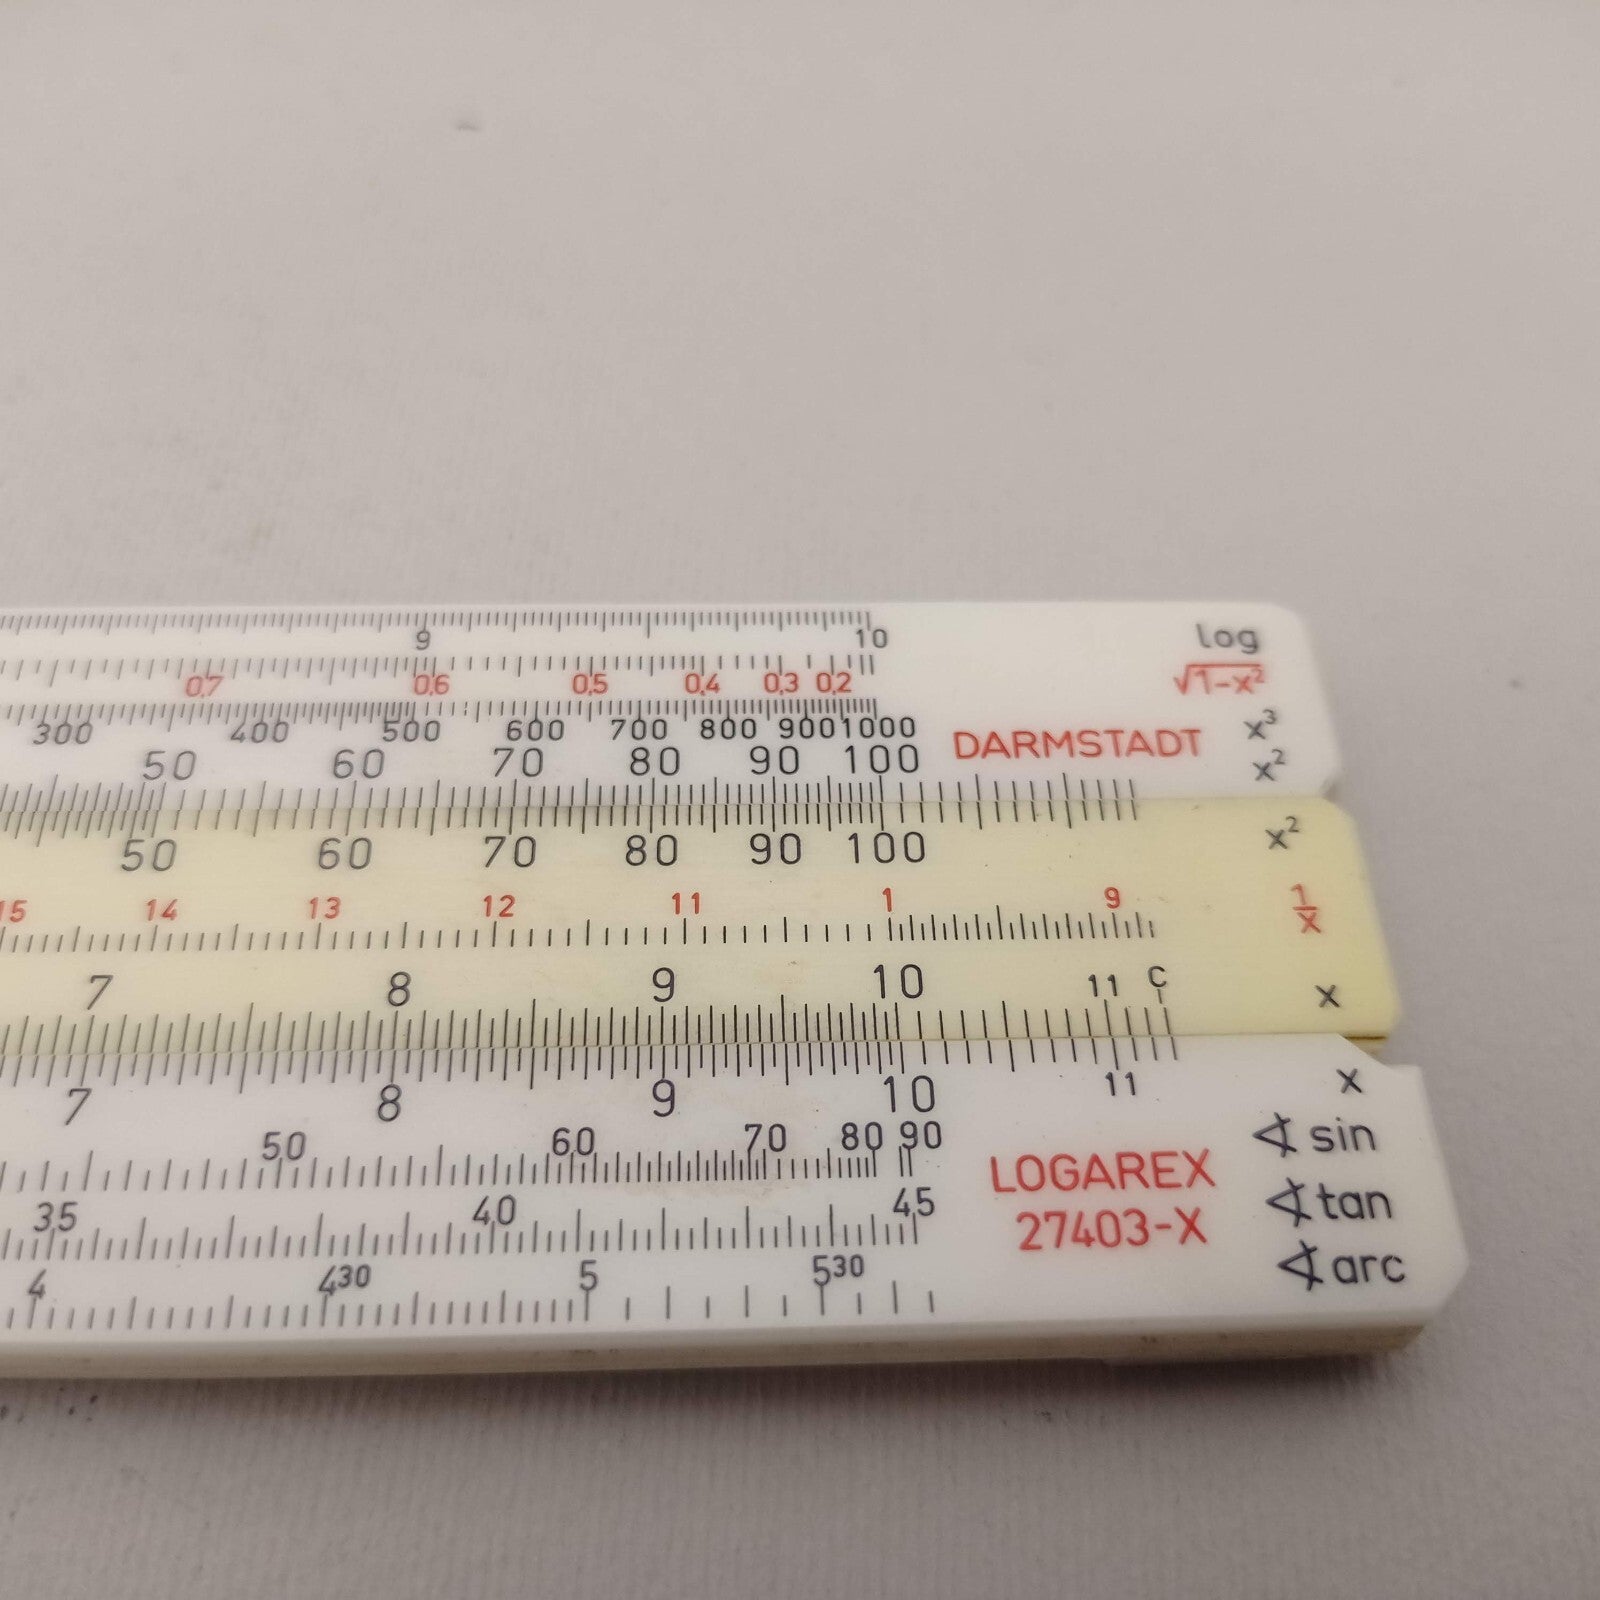 9 10 log
0,7 0,6 0,5 0,4 0,3 0,2 √1-x²
300 400 500 600 700 800 900 1000 DARMSTADT x³
50 60 70 80 90 100 x²
50 60 70 80 90 100 x²
15 14 13 12 11 1 9 1/x
7 8 9 10 11 C x
7 8 9 10 11 x
50 60 70 80 90 LOGAREX ∢ sin
35 40 45 27403-X ∢ tan
4 4³⁰ 5 5³⁰ ∢ arc